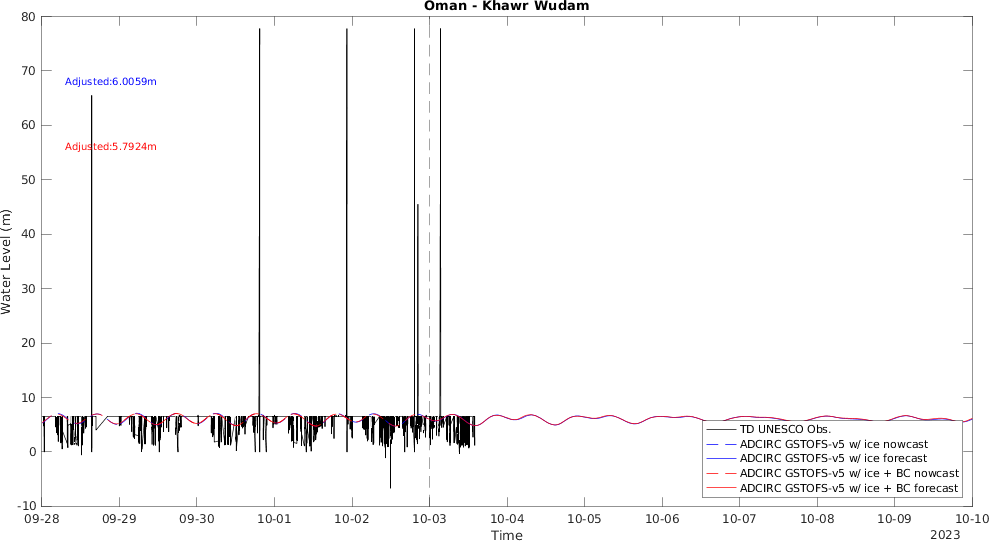 Oman - Khawr Wudam
80
70
60
50
40
30
20
10
0
-10
Water Level (m)
Adjusted:6.0059m
Adjusted:5.7924m
TD UNESCO Obs.
ADCIRC GSTOFS-v5 w/ ice nowcast
ADCIRC GSTOFS-v5 w/ ice forecast
ADCIRC GSTOFS-v5 w/ ice + BC nowcast
ADCIRC GSTOFS-v5 w/ ice + BC forecast
09-28 09-29 09-30 10-01 10-02 10-03 10-04 10-05 10-06 10-07 10-08 10-09 10-10
Time
2023